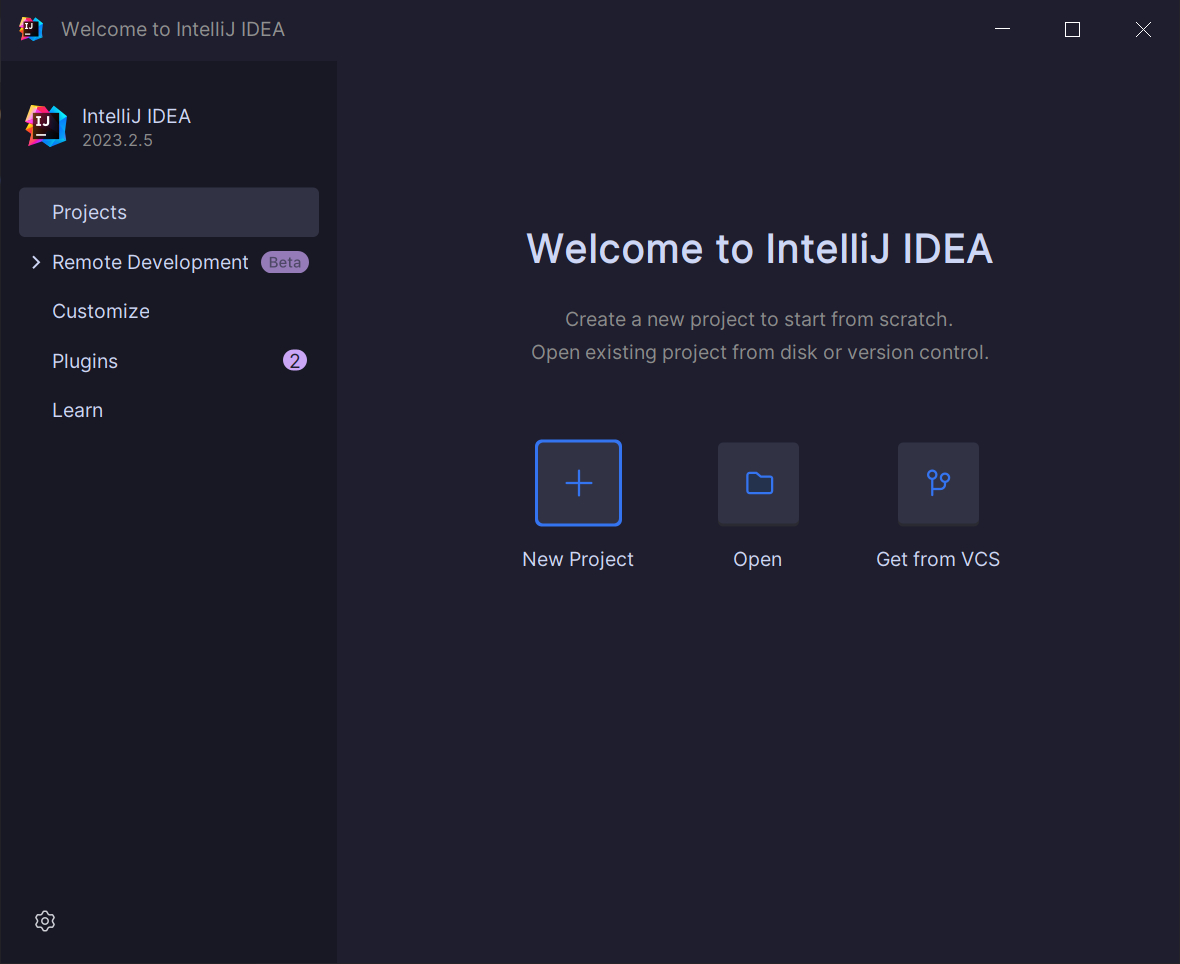 Welcome to IntelliJ IDEA
IJ
IntelliJ IDEA
2023.2.5
Projects
Remote Development Beta
Customize
Plugins 2
Learn
Welcome to IntelliJ IDEA
Create a new project to start from scratch.
Open existing project from disk or version control.
New Project
Open
Get from VCS